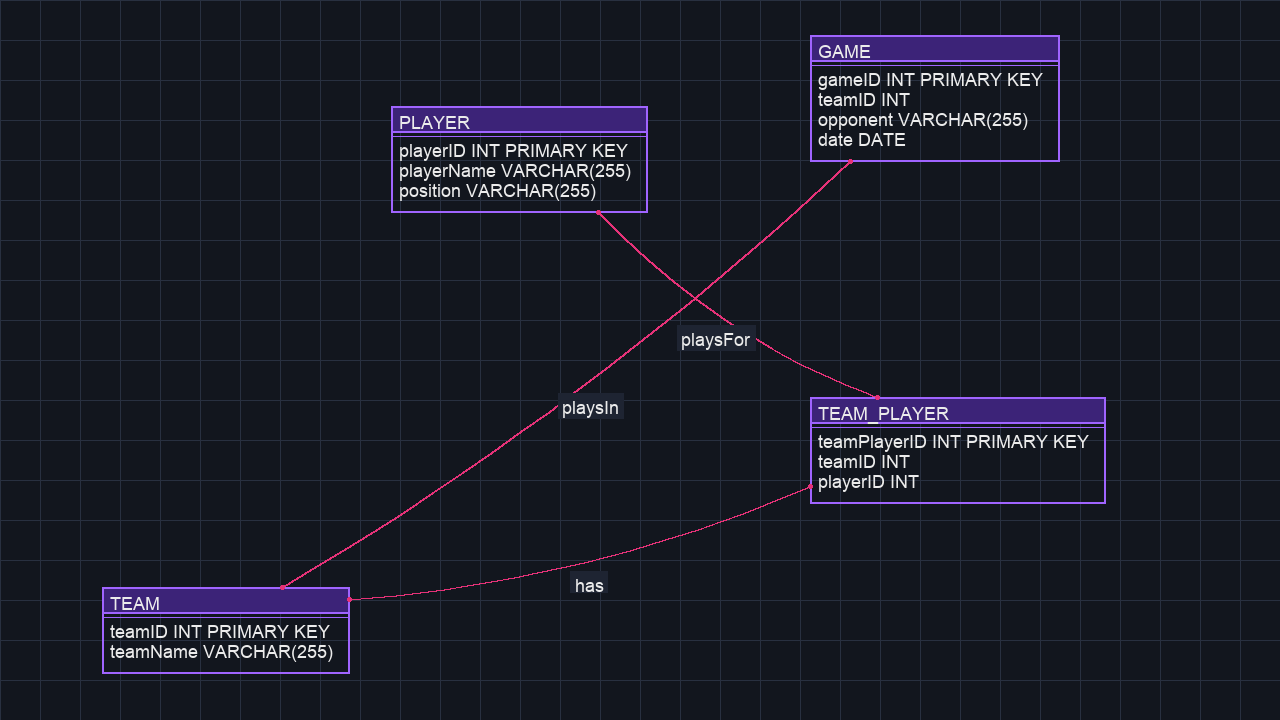 GAME
gameID INT PRIMARY KEY
teamID INT
opponent VARCHAR(255)
date DATE
PLAYER
playerID INT PRIMARY KEY
playerName VARCHAR(255)
position VARCHAR(255)
playsFor
playsIn
TEAM_PLAYER
teamPlayerID INT PRIMARY KEY
teamID INT
playerID INT
has
TEAM
teamID INT PRIMARY KEY
teamName VARCHAR(255)